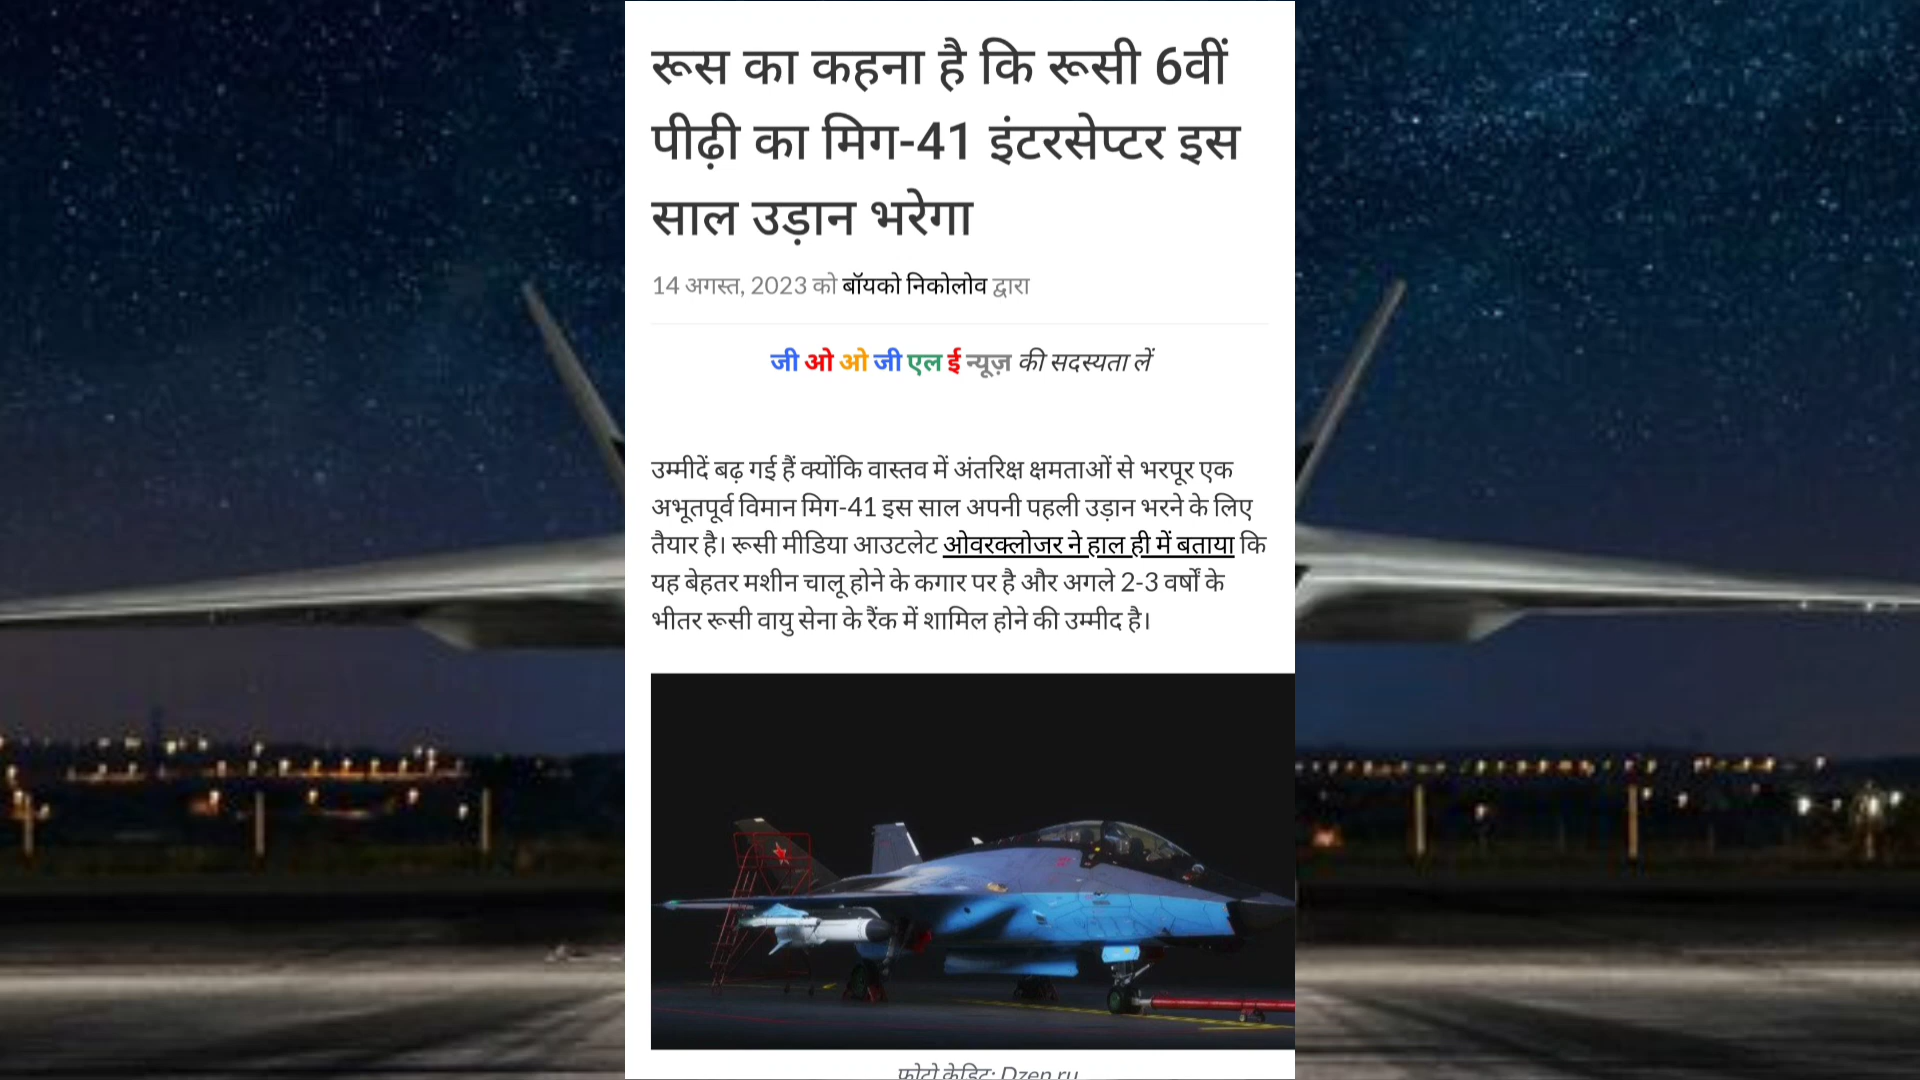 रूस का कहना है कि रूसी 6वीं
पीढ़ी का मिग-41 इंटरसेप्टर इस
साल उड़ान भरेगा
14 अगस्त, 2023 को बॉयको निकोलोव द्वारा
जी ओ ओ जी एल ई न्यूज़ की सदस्यता लें
उम्मीदें बढ़ गई हैं क्योंकि वास्तव में अंतरिक्ष क्षमताओं से भरपूर एक
अभूतपूर्व विमान मिग-41 इस साल अपनी पहली उड़ान भरने के लिए
तैयार है। रूसी मीडिया आउटलेट ओवरक्लोजर ने हाल ही में बताया कि
यह बेहतर मशीन चालू होने के कगार पर है और अगले 2-3 वर्षों के
भीतर रूसी वायु सेना के रैंक में शामिल होने की उम्मीद है।
फोटो क्रेडिट: Dzen.ru